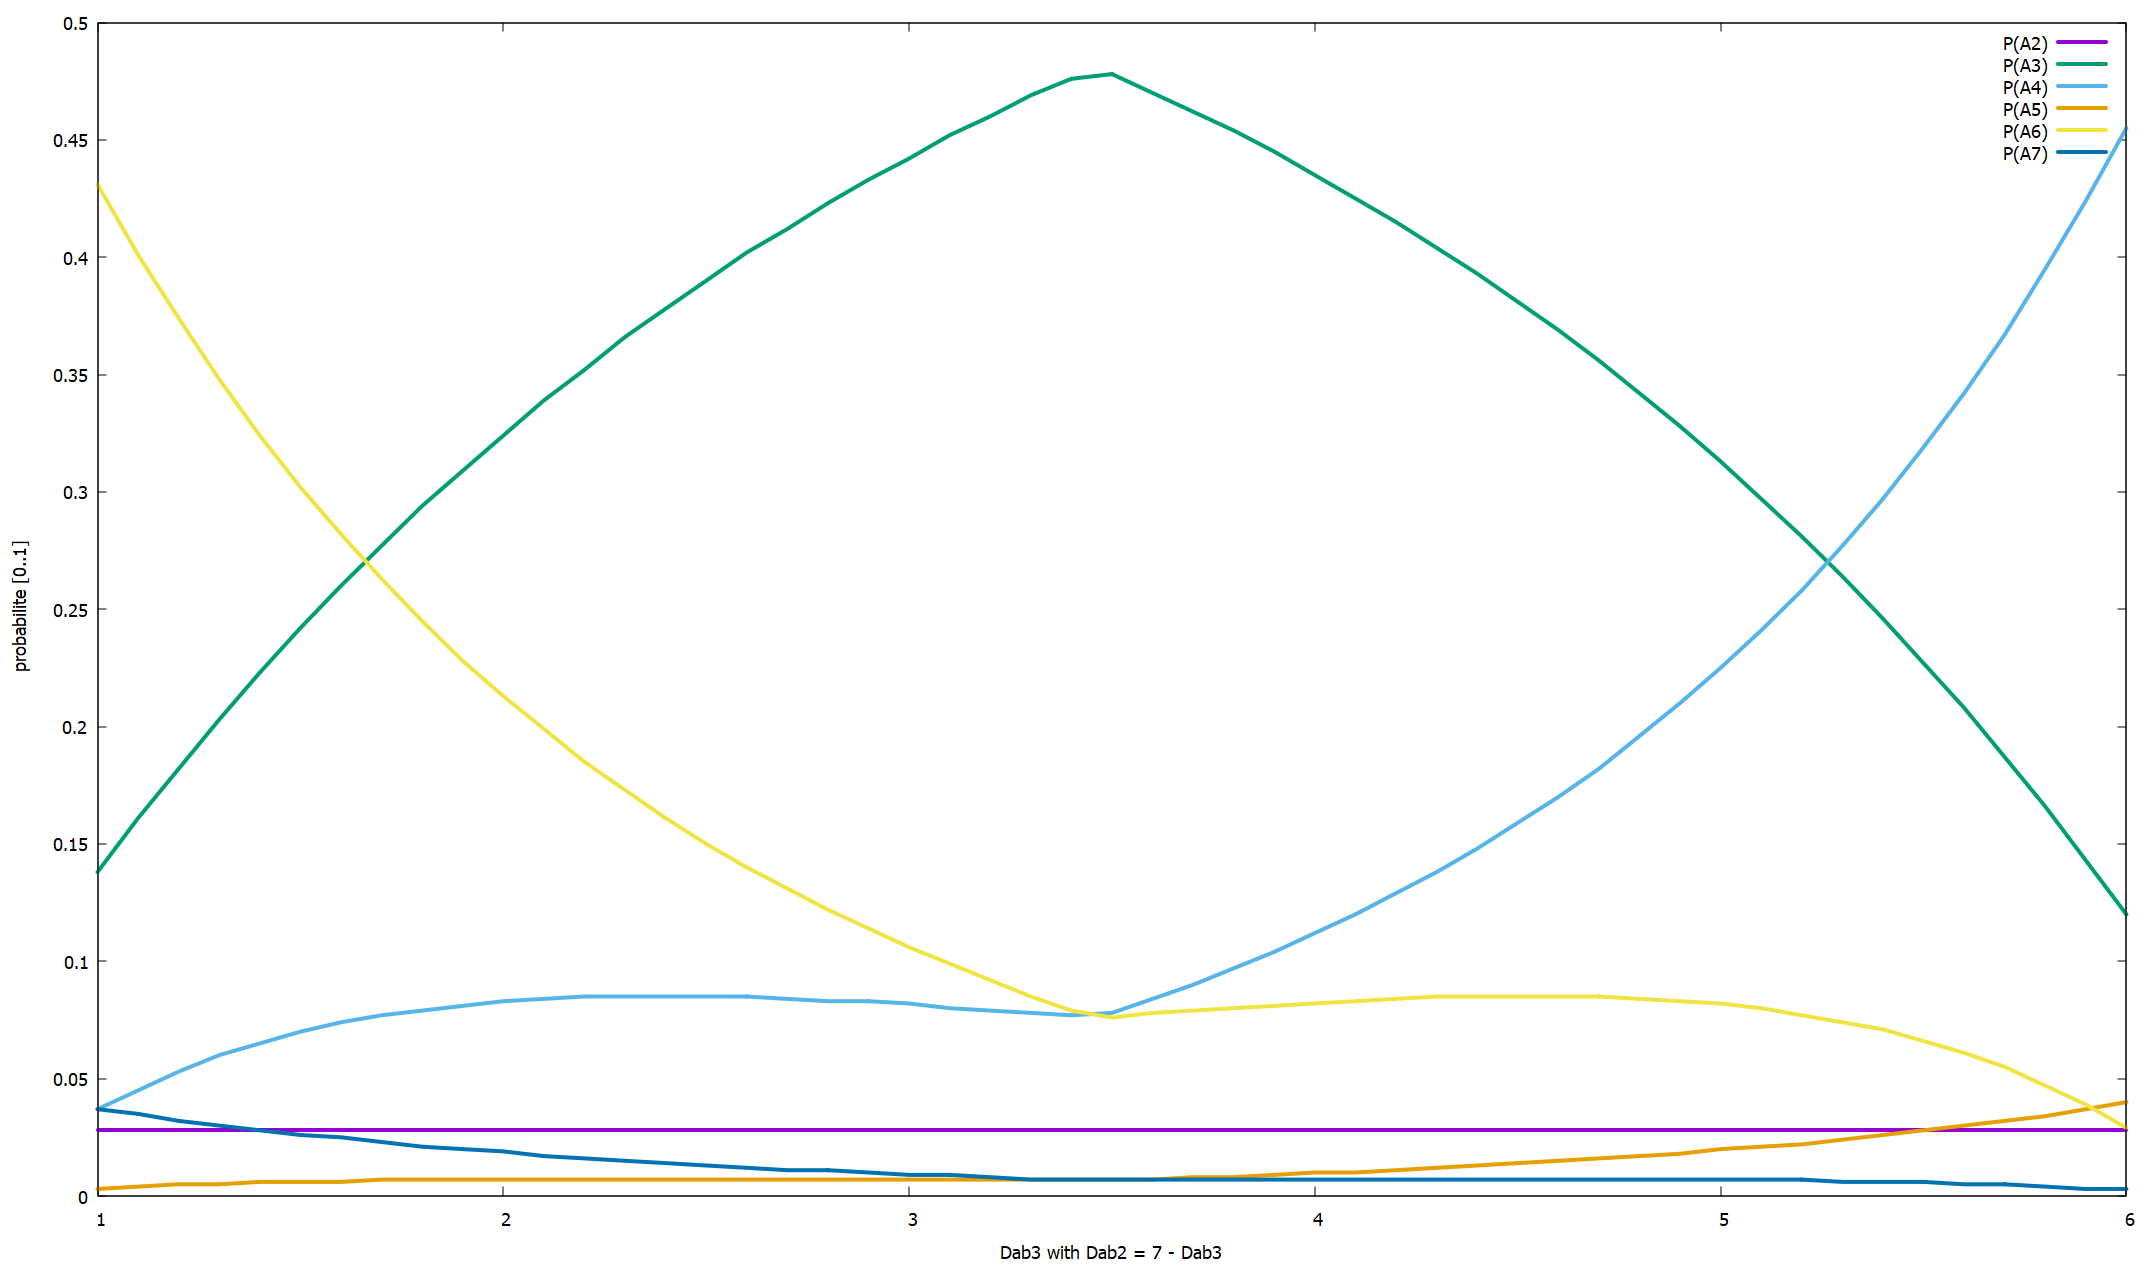 0.5
0.45
0.4
0.35
0.3
0.25
0.2
0.15
0.1
0.05
0
probabilite [0..1]
P(A2)
P(A3)
P(A4)
P(A5)
P(A6)
P(A7)
1 2 3 4 5 6
Dab3 with Dab2 = 7 - Dab3